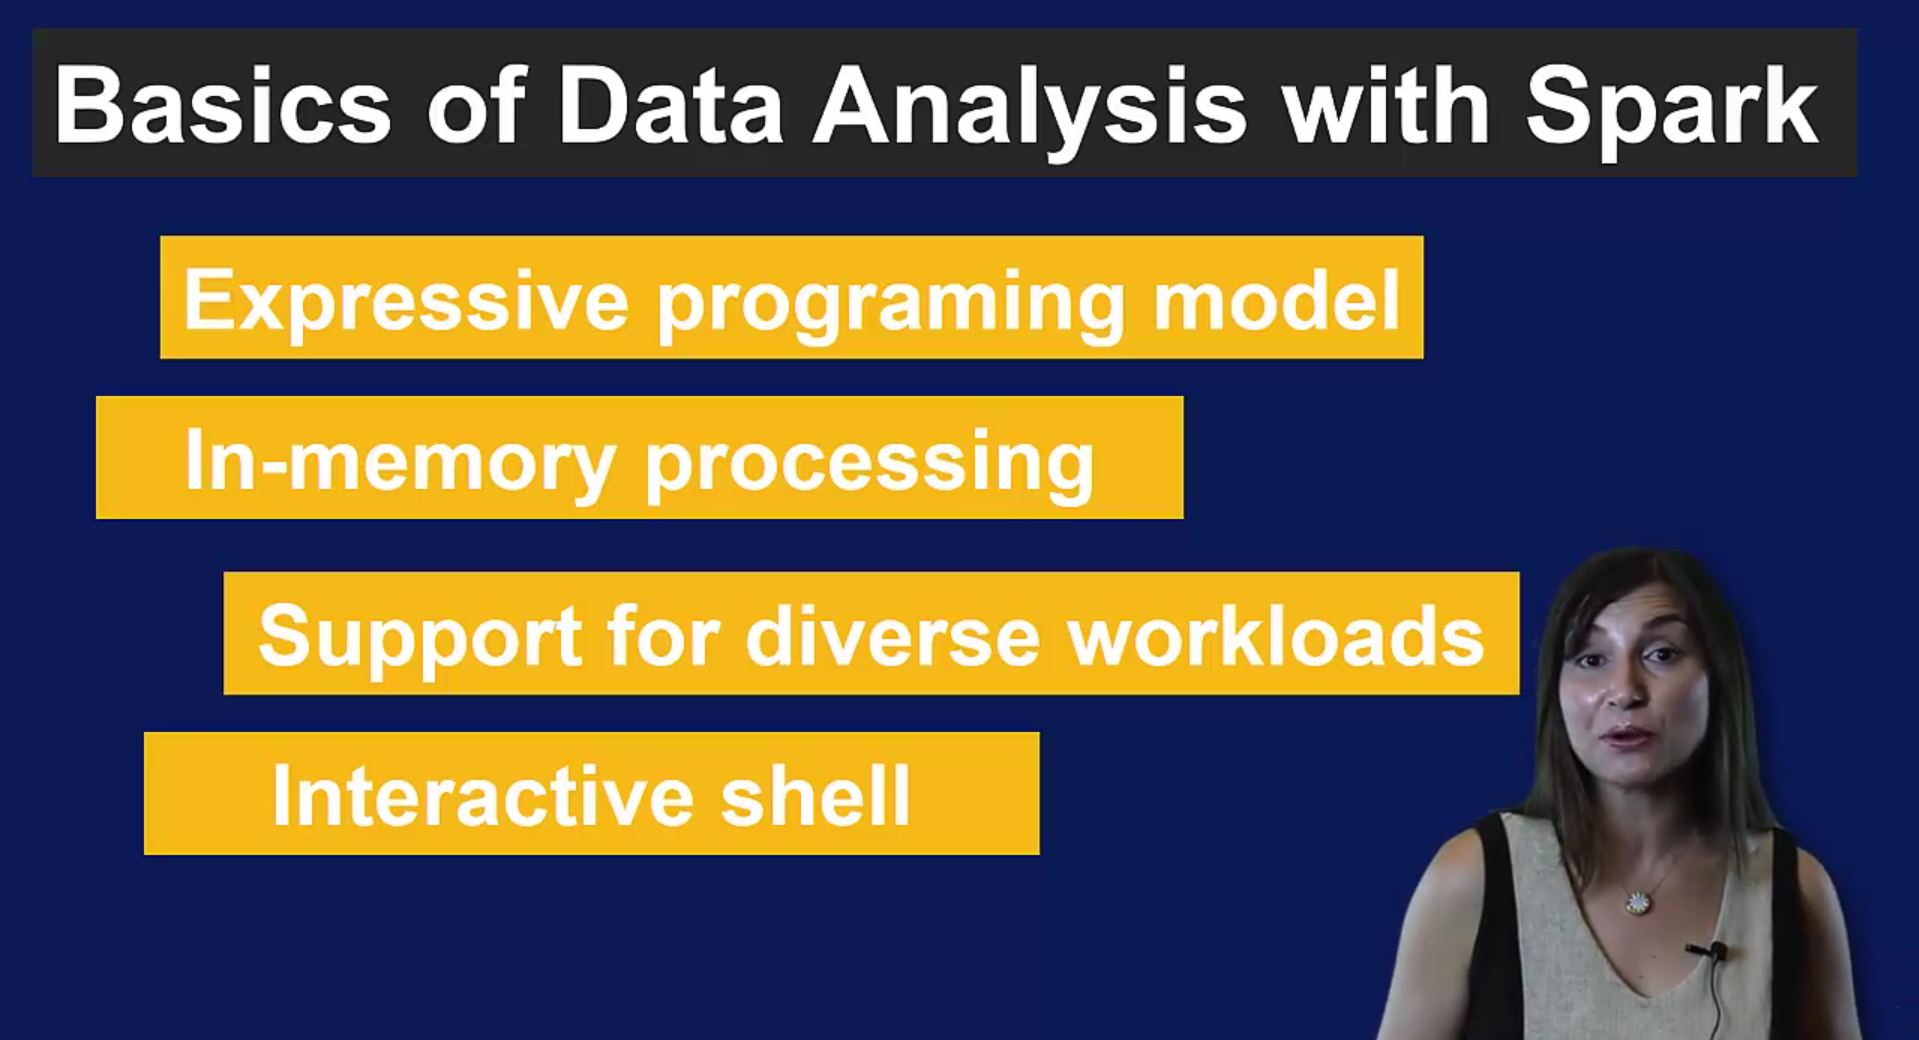 Basics of Data Analysis with Spark
Expressive programing model
In-memory processing
Support for diverse workloads
Interactive shell